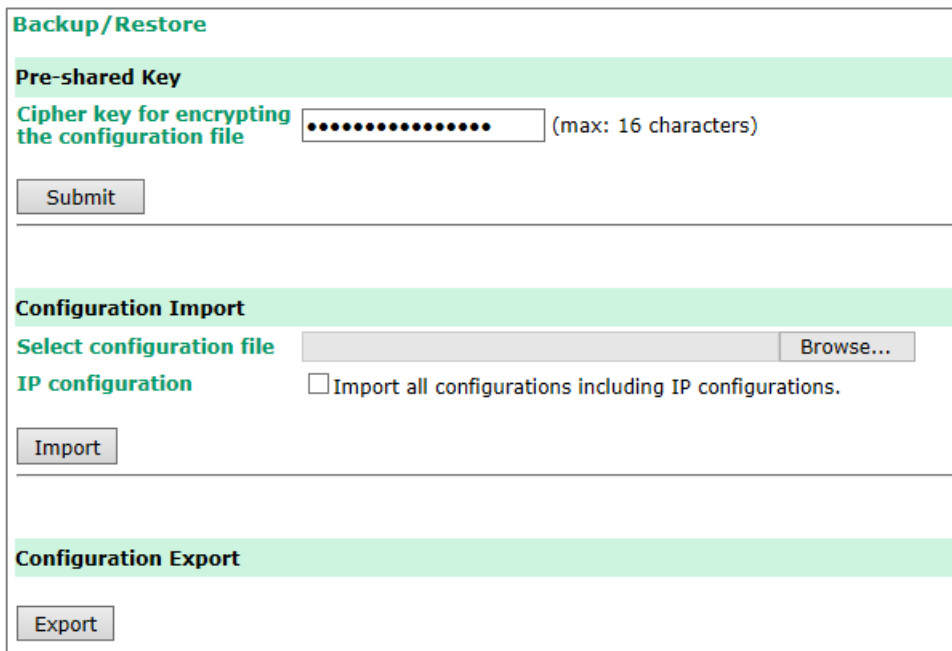 Backup/Restore
Pre-shared Key
Cipher key for encrypting
the configuration file
•••••••••••••••• (max: 16 characters)
Submit
Configuration Import
Select configuration file Browse...
IP configuration Import all configurations including IP configurations.
Import
Configuration Export
Export